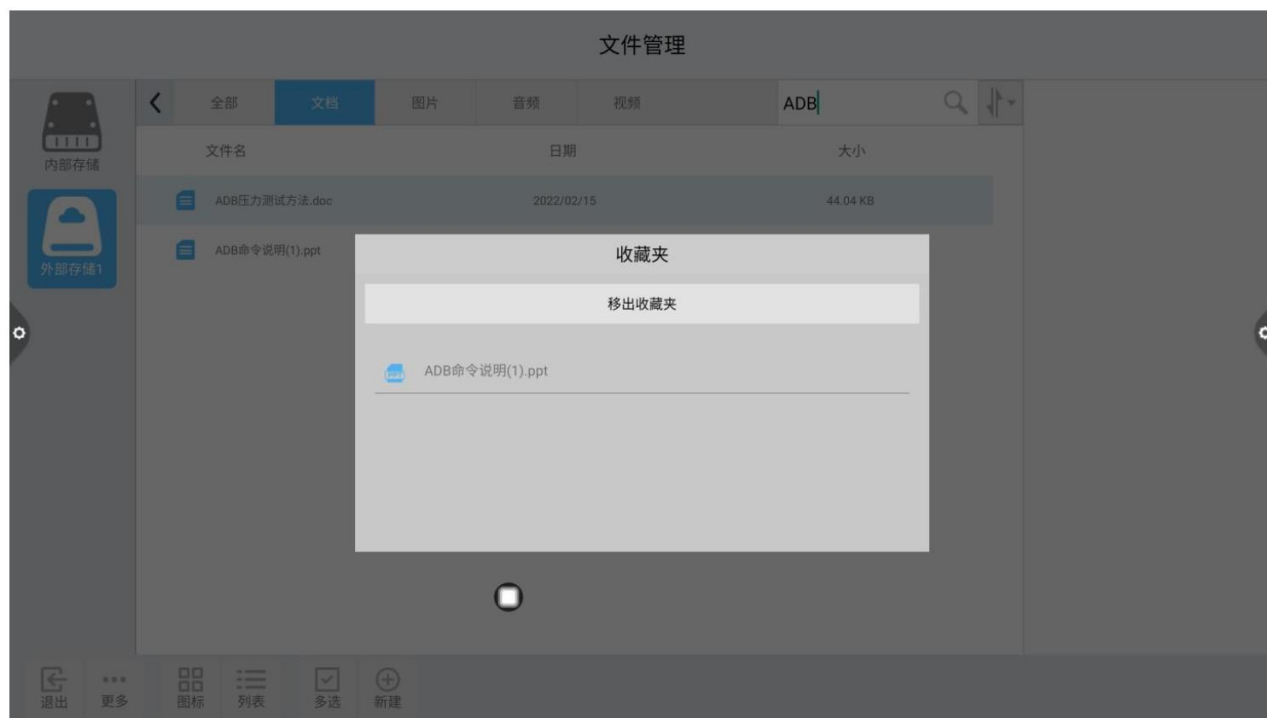 文件管理
内部存储
外部存储1
全部 文档 图片 音频 视频 ADB
文件名 日期 大小
ADB压力测试方法.doc 2022/02/15 44.04 KB
ADB命令说明(1).ppt
收藏夹
移出收藏夹
ADB命令说明(1).ppt
退出 更多 图标 列表 多选 新建